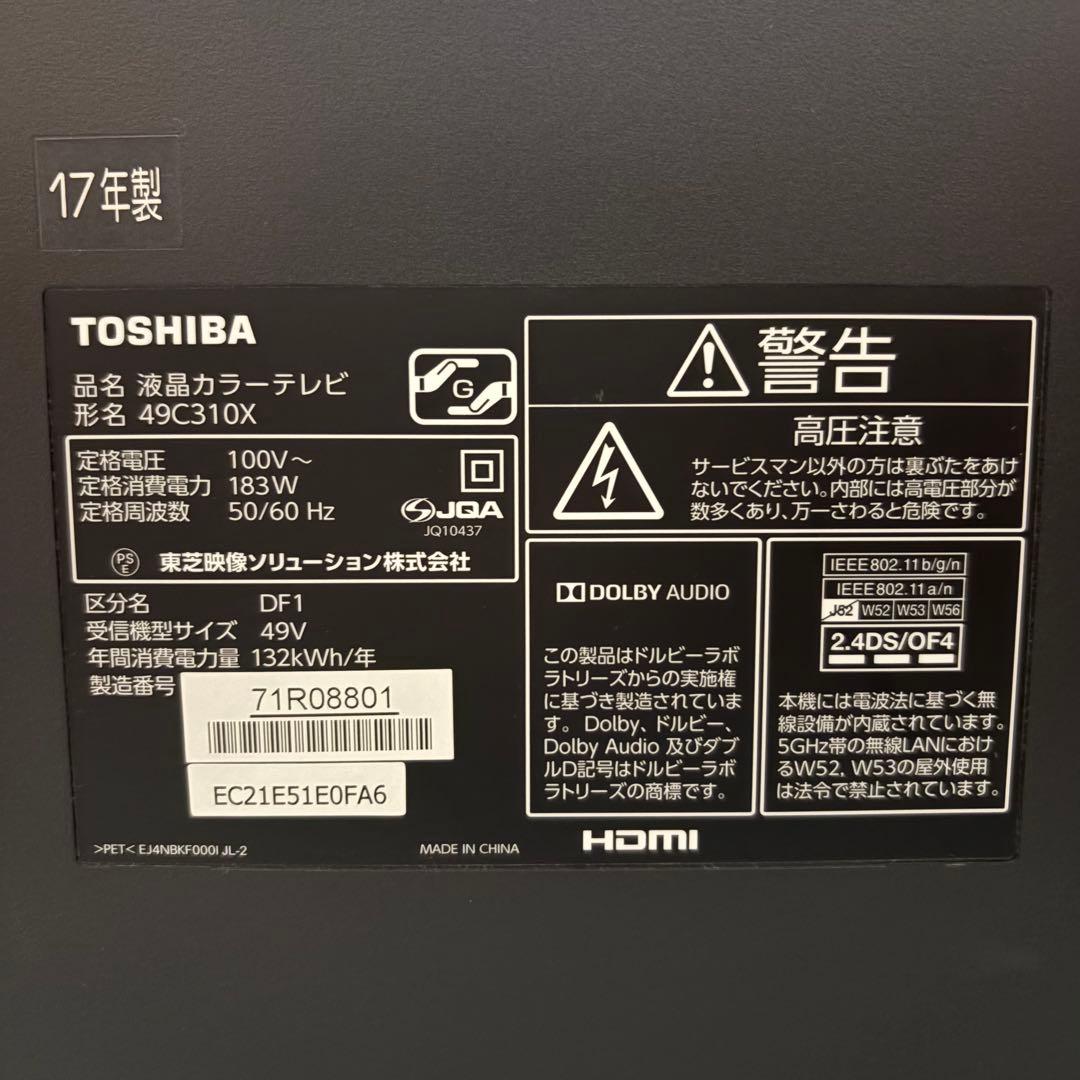 17年製
TOSHIBA
品名 液晶カラーテレビ
形名 49C310X
G
定格電圧 100V～
定格消費電力 183W
定格周波数 50/60 Hz
JQA
JQ10437
PS
E
東芝映像ソリューション株式会社
区分名 DF1
受信機型サイズ 49V
年間消費電力量 132kWh/年
製造番号
71R08801
EC21E51E0FA6
>PET< EJ4NBKF000I JL-2
MADE IN CHINA
警告
高圧注意
サービスマン以外の方は裏ぶたをあけ
ないでください。内部には高電圧部分が
数多くあり、万一さわると危険です。
DOLBY AUDIO
この製品はドルビーラボ
ラトリーズからの実施権
に基づき製造されていま
す。Dolby、ドルビー、
Dolby Audio 及びダブ
ルD記号はドルビーラボ
ラトリーズの商標です。
IEEE802.11b/g/n
IEEE802.11a/n
J52 W52 W53 W56
2.4DS/OF4
本機には電波法に基づく無
線設備が内蔵されています。
5GHz帯の無線LANにおけ
るW52, W53の屋外使用
は法令で禁止されています。
HDMI